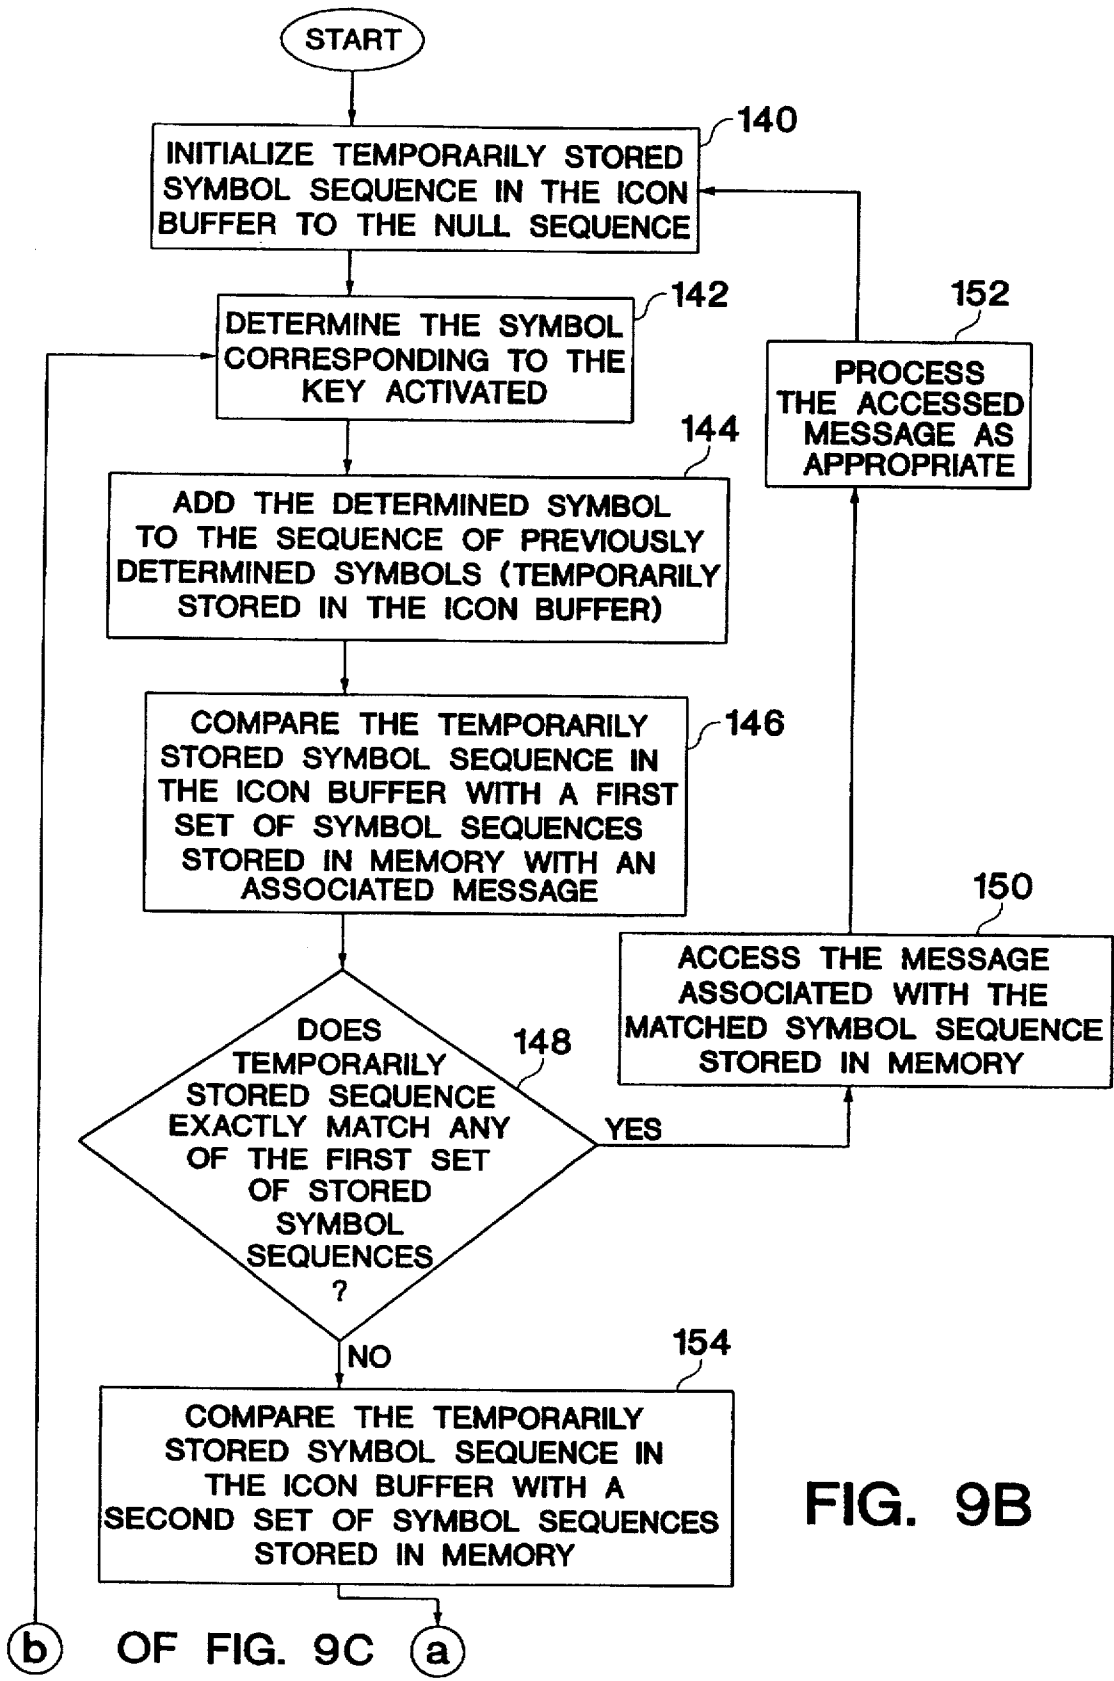 START
140
INITIALIZE TEMPORARILY STORED
SYMBOL SEQUENCE IN THE ICON
BUFFER TO THE NULL SEQUENCE
142
DETERMINE THE SYMBOL
CORRESPONDING TO THE
KEY ACTIVATED
152
PROCESS
THE ACCESSED
MESSAGE AS
APPROPRIATE
144
ADD THE DETERMINED SYMBOL
TO THE SEQUENCE OF PREVIOUSLY
DETERMINED SYMBOLS (TEMPORARILY
STORED IN THE ICON BUFFER)
146
COMPARE THE TEMPORARILY
STORED SYMBOL SEQUENCE IN
THE ICON BUFFER WITH A FIRST
SET OF SYMBOL SEQUENCES
STORED IN MEMORY WITH AN
ASSOCIATED MESSAGE
150
ACCESS THE MESSAGE
ASSOCIATED WITH THE
MATCHED SYMBOL SEQUENCE
STORED IN MEMORY
148
DOES
TEMPORARILY
STORED SEQUENCE
EXACTLY MATCH ANY
OF THE FIRST SET
OF STORED
SYMBOL
SEQUENCES
?
YES
NO
154
COMPARE THE TEMPORARILY
STORED SYMBOL SEQUENCE IN
THE ICON BUFFER WITH A
SECOND SET OF SYMBOL SEQUENCES
STORED IN MEMORY
FIG. 9B
b OF FIG. 9C a